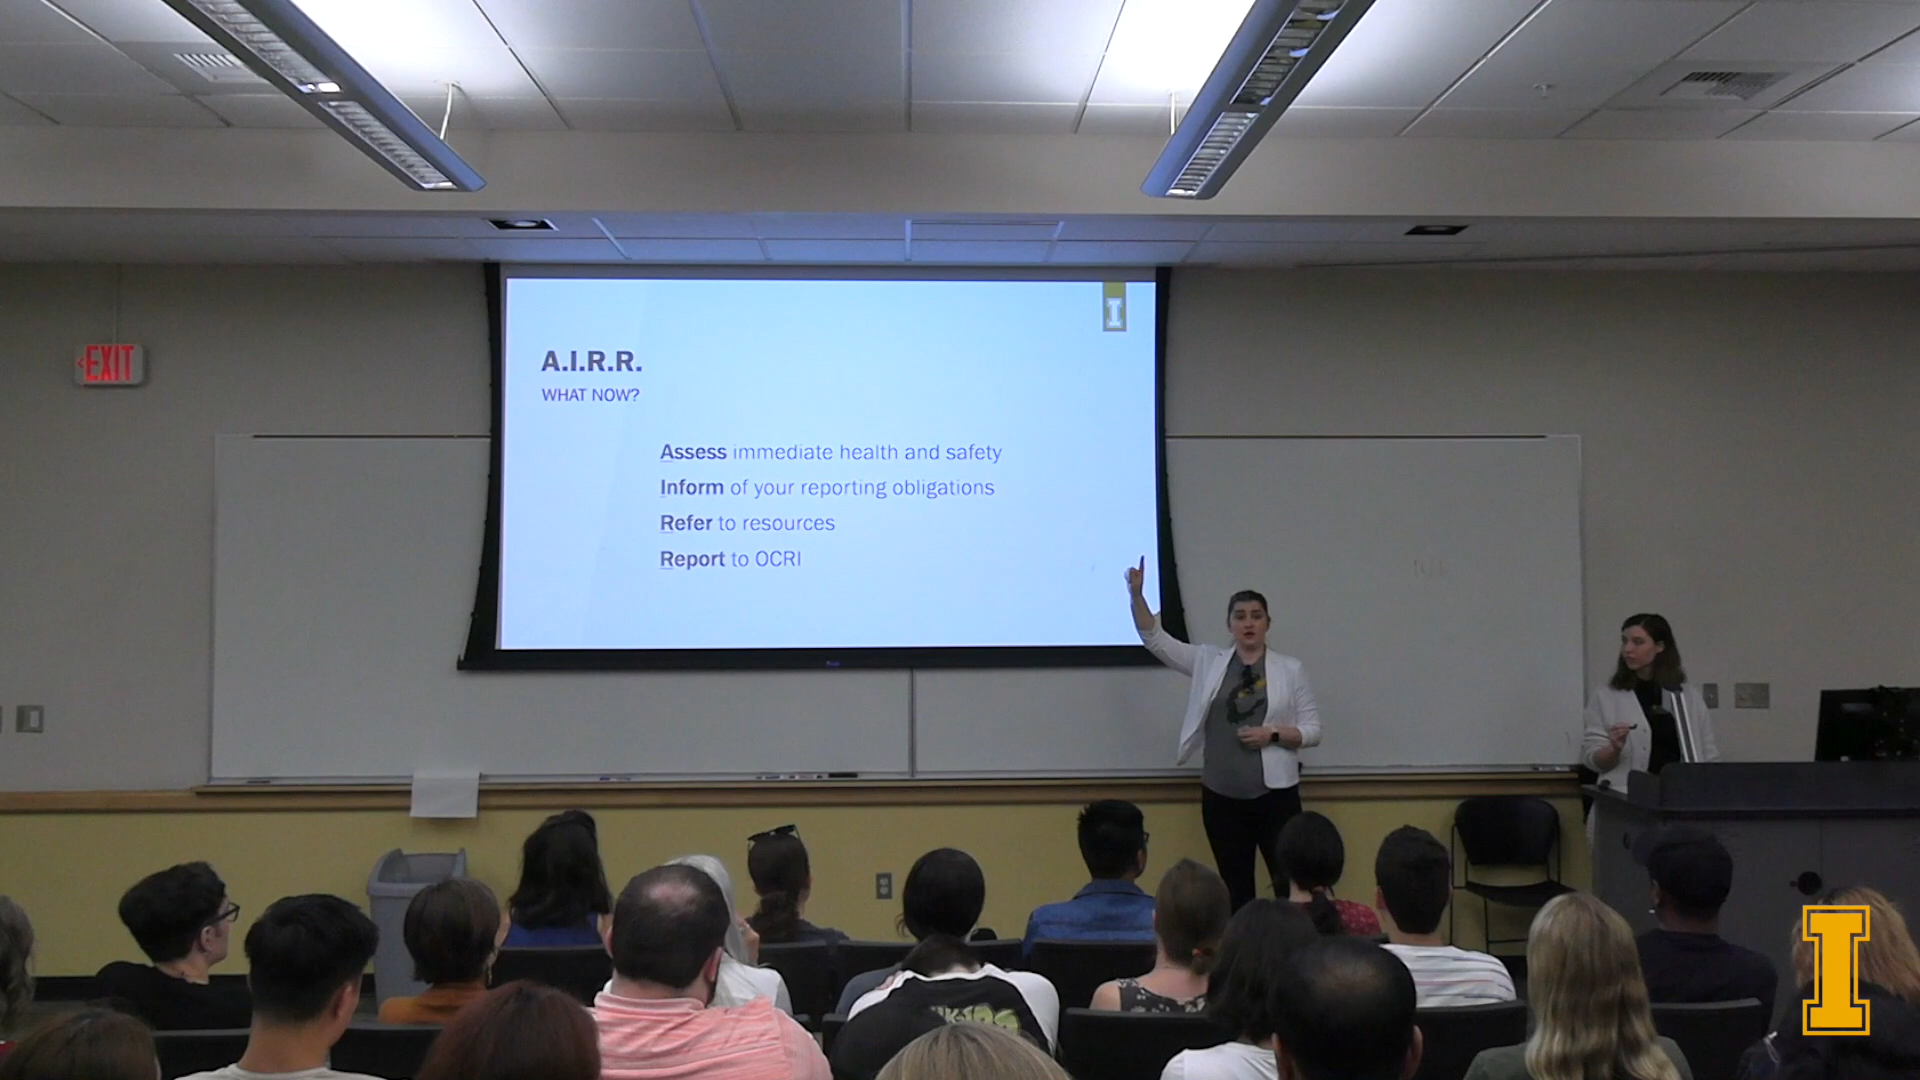 EXIT
I
A.I.R.R.
WHAT NOW?
Assess immediate health and safety
Inform of your reporting obligations
Refer to resources
Report to OCRI
I